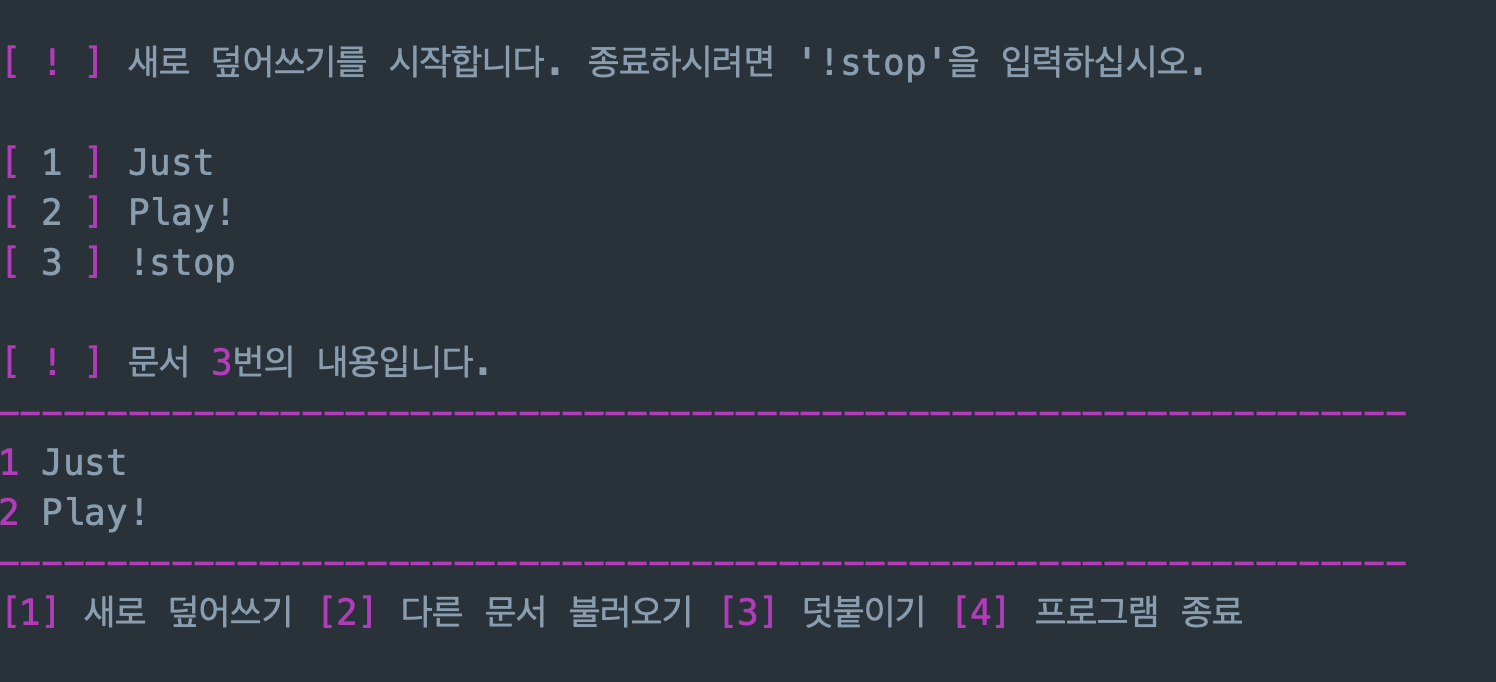 [ ! ] 새로 덮어쓰기를 시작합니다. 종료하시려면 '!stop'을 입력하십시오.
[ 1 ] Just
[ 2 ] Play!
[ 3 ] !stop
[ ! ] 문서 3번의 내용입니다.
-----------------------------------------------------------------
1 Just
2 Play!
-----------------------------------------------------------------
[1] 새로 덮어쓰기 [2] 다른 문서 불러오기 [3] 덧붙이기 [4] 프로그램 종료